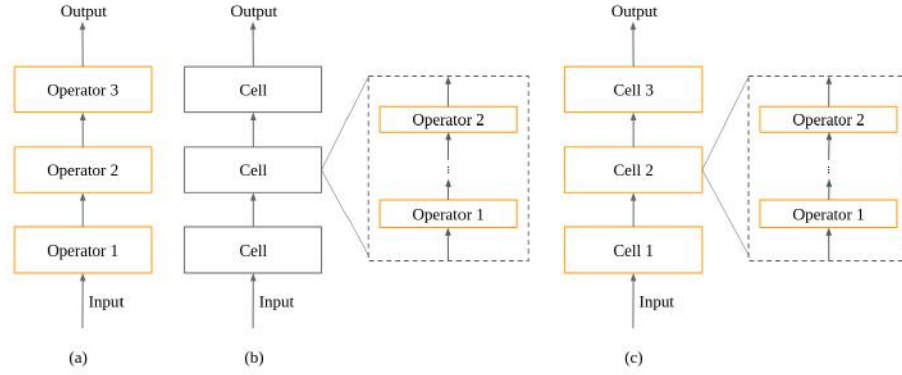 Output
Operator 3
Operator 2
Operator 1
Input
(a)
Output
Cell
Cell
Cell
Input
(b)
Operator 2
...
Operator 1
Output
Cell 3
Cell 2
Cell 1
Input
(c)
Operator 2
...
Operator 1